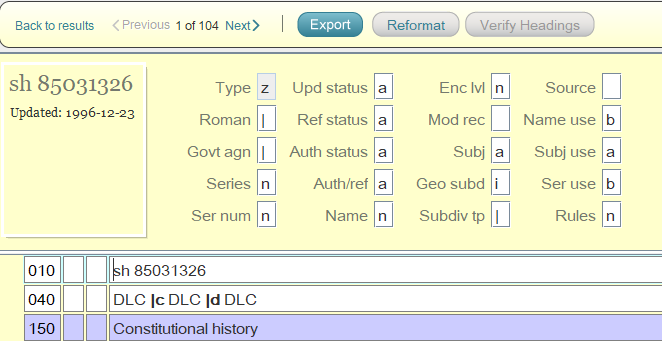 Back to results Previous 1 of 104 Next | Export Reformat Verify Headings
sh 85031326
Updated: 1996-12-23
Type z Upd status a Enc lvl n Source
Roman | Ref status a Mod rec Name use b
Govt agn | Auth status a Subj a Subj use a
Series n Auth/ref a Geo subd i Ser use b
Ser num n Name n Subdiv tp | Rules n
010 sh 85031326
040 DLC |c DLC |d DLC
150 Constitutional history